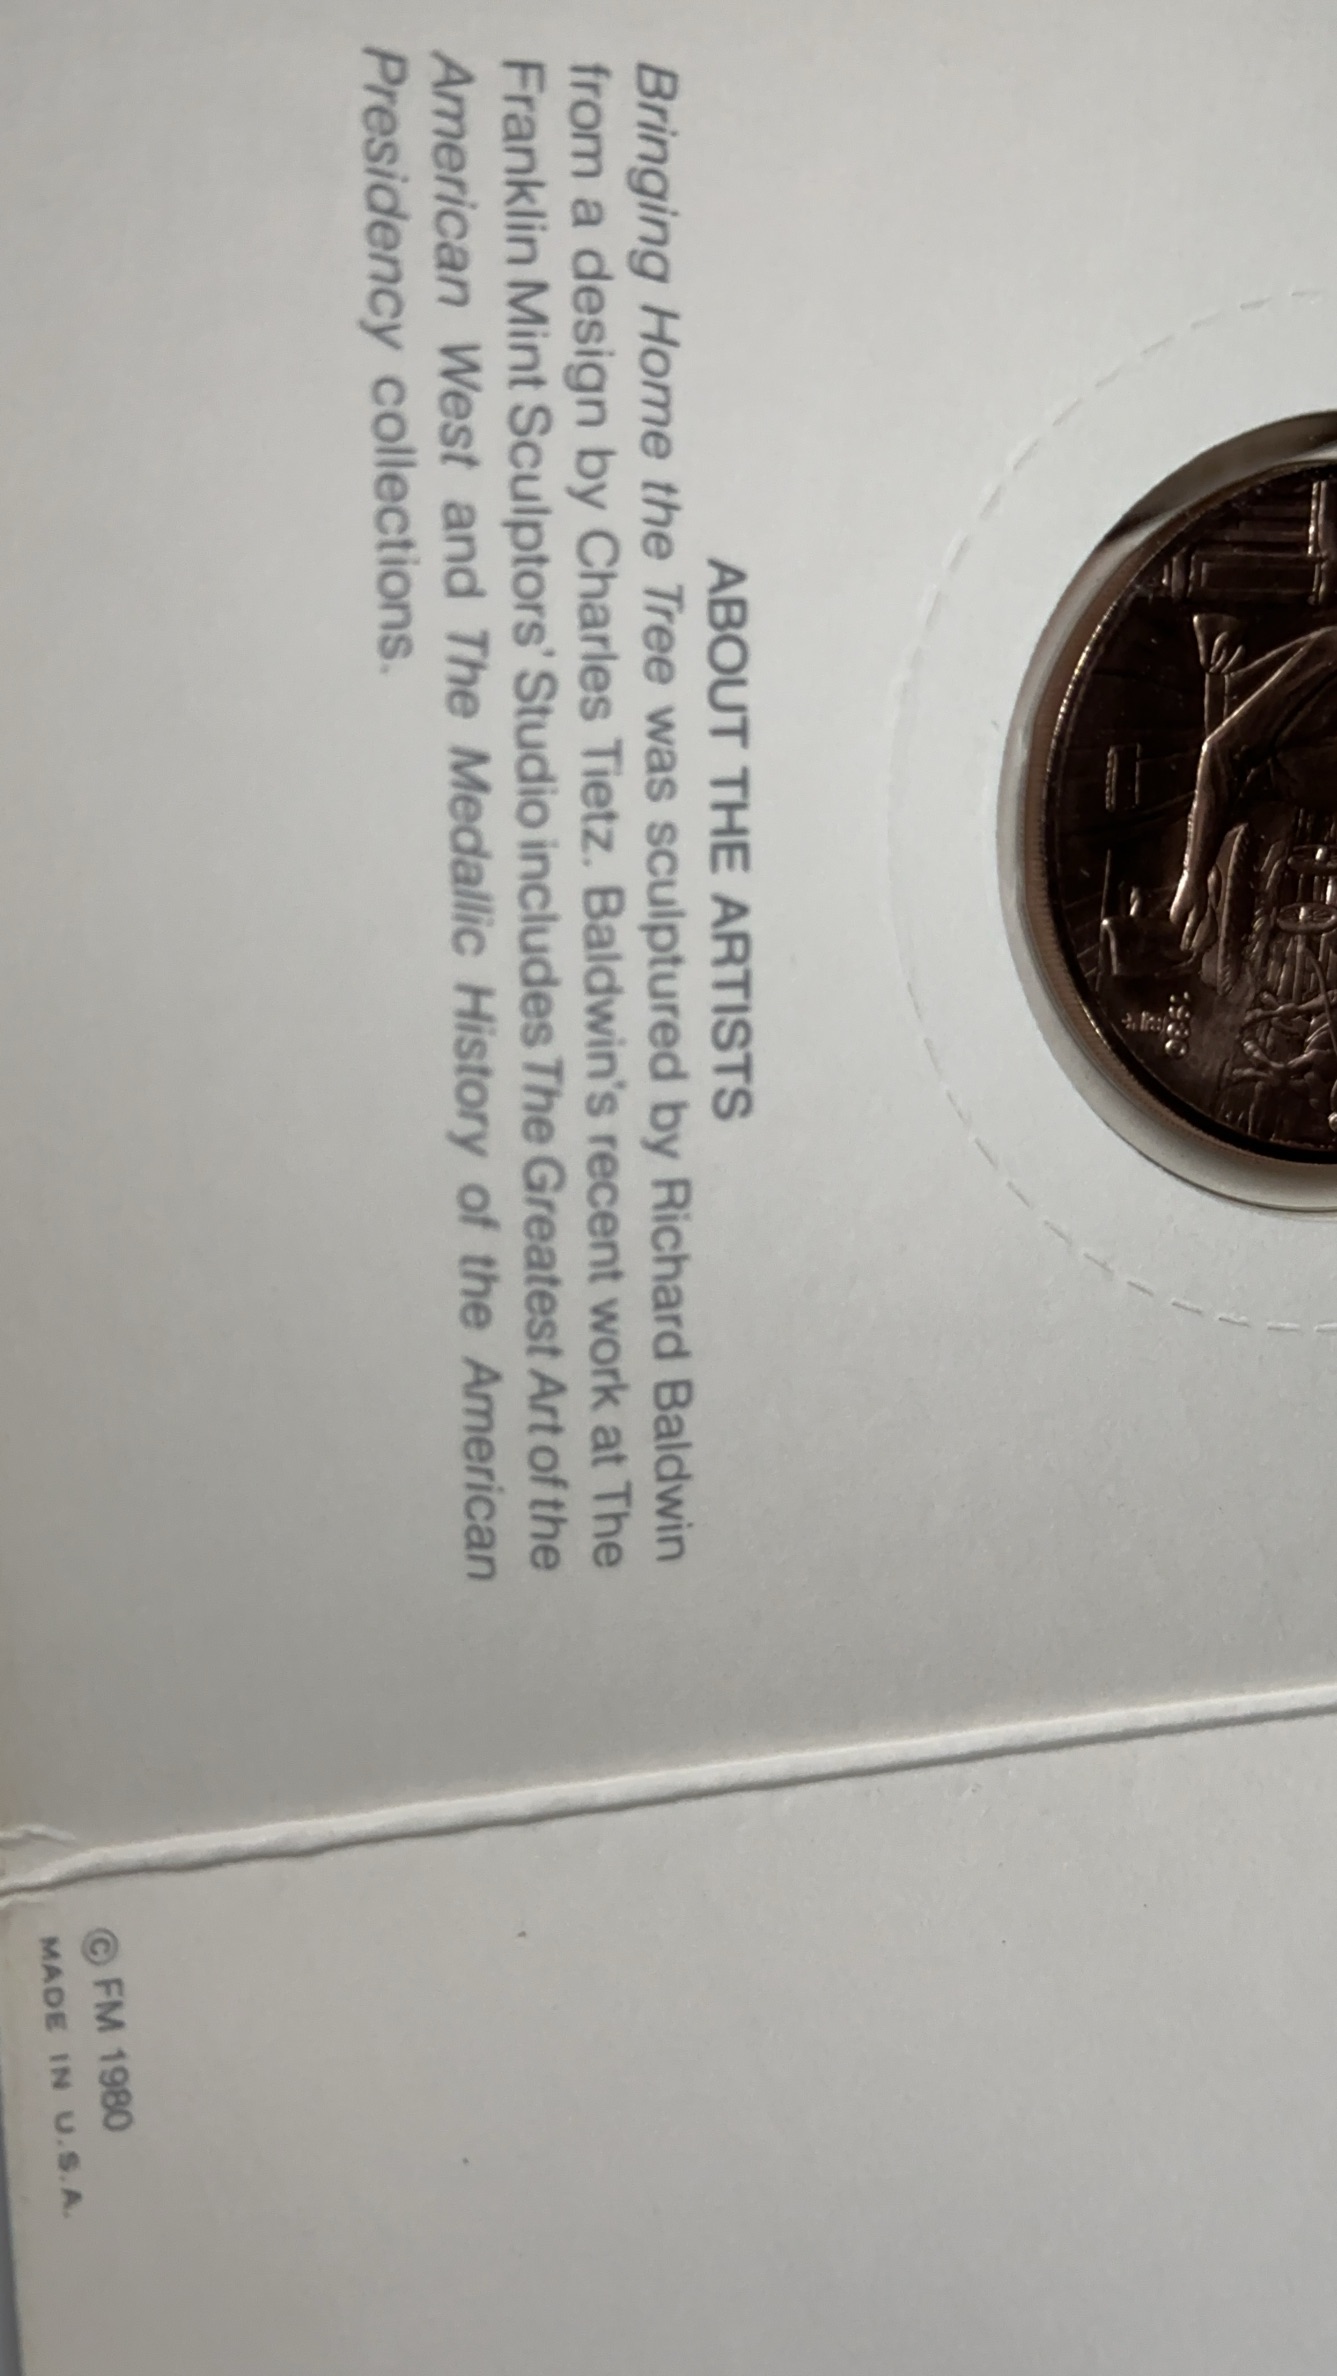 1980
ABOUT THE ARTISTS
Bringing Home the Tree was sculptured by Richard Baldwin
from a design by Charles Tietz. Baldwin's recent work at The
Franklin Mint Sculptors' Studio includes The Greatest Art of the
American West and The Medallic History of the American
Presidency collections.
© FM 1980
MADE IN U.S.A.